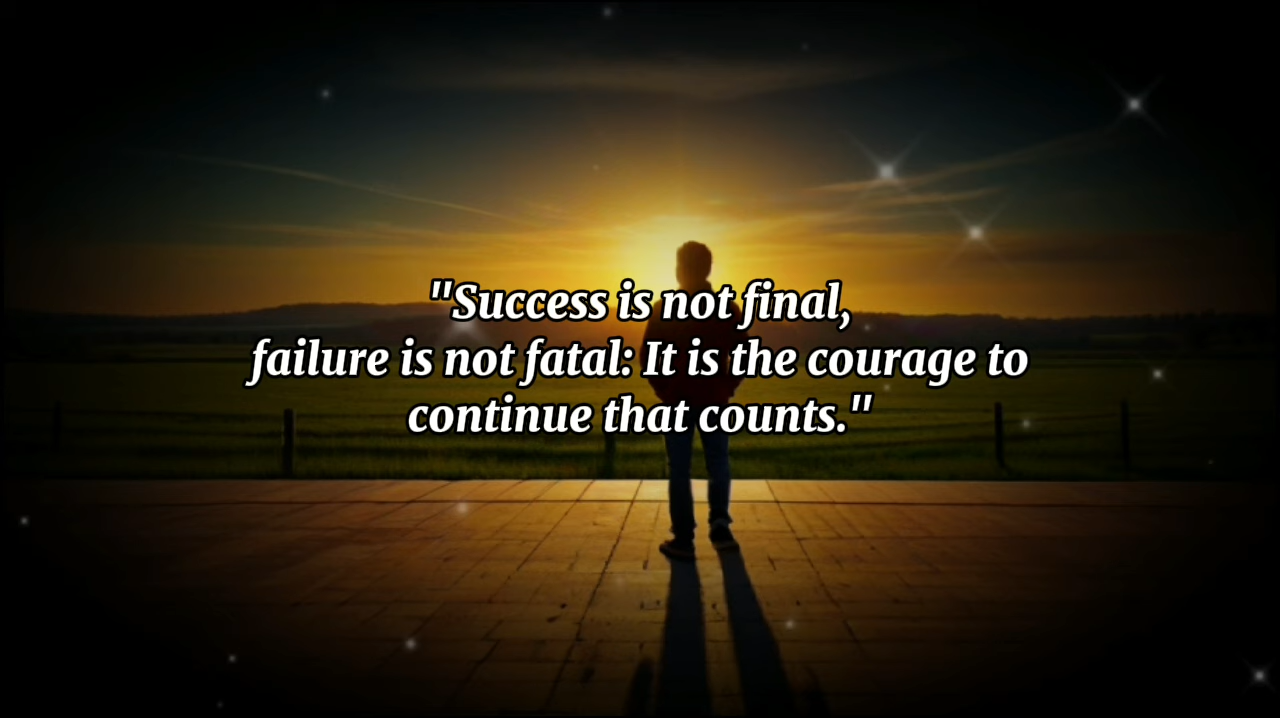 "Success is not final,
failure is not fatal: It is the courage to
continue that counts."